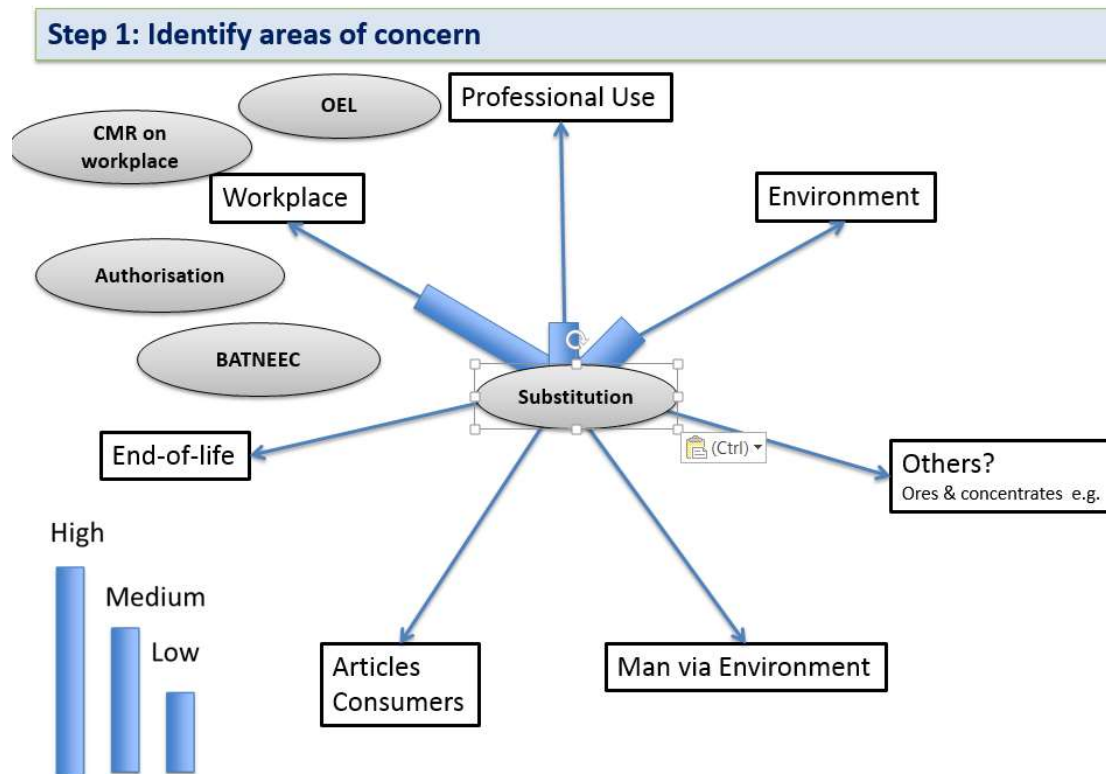 Step 1: Identify areas of concern
OEL
Professional Use
CMR on
workplace
Workplace
Environment
Authorisation
BATNEEC
Substitution
(Ctrl)
End-of-life
Others?
Ores & concentrates e.g.
High
Medium
Low
Articles
Consumers
Man via Environment